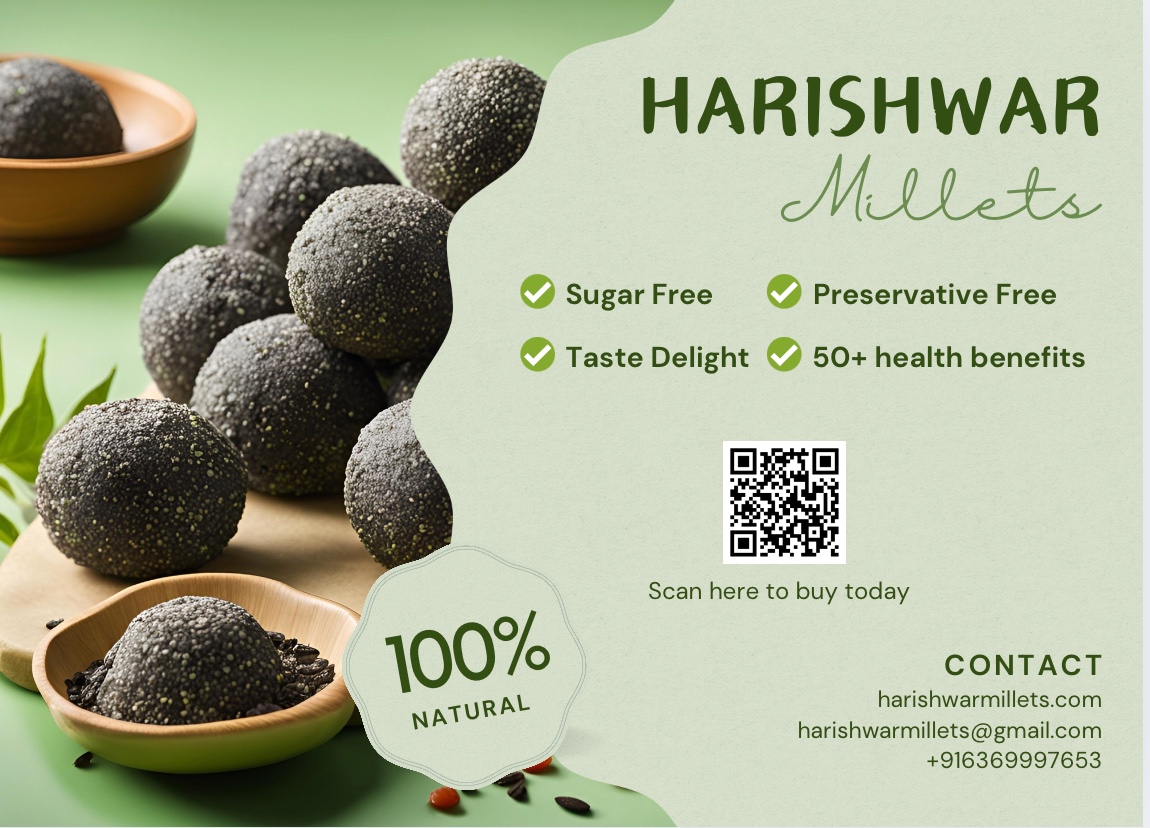 HARISHWAR
Millets
Sugar Free
Preservative Free
Taste Delight
50+ health benefits
Scan here to buy today
100%
NATURAL
CONTACT
harishwarmillets.com
harishwarmillets@gmail.com
+916369997653